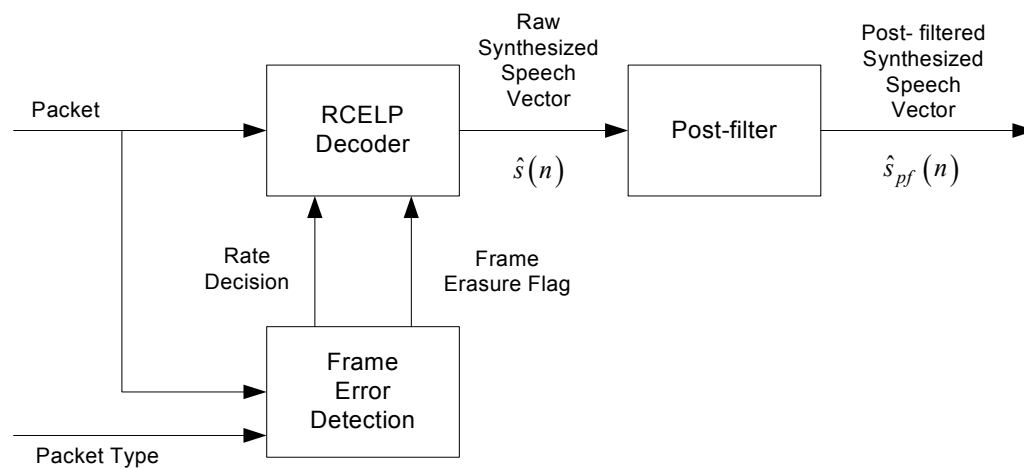 Raw
Synthesized
Speech
Vector
Post- filtered
Synthesized
Speech
Vector
Packet
RCELP
Decoder
Post-filter
ŝ(n)
ŝ_pf(n)
Rate
Decision
Frame
Erasure Flag
Frame
Error
Detection
Packet Type